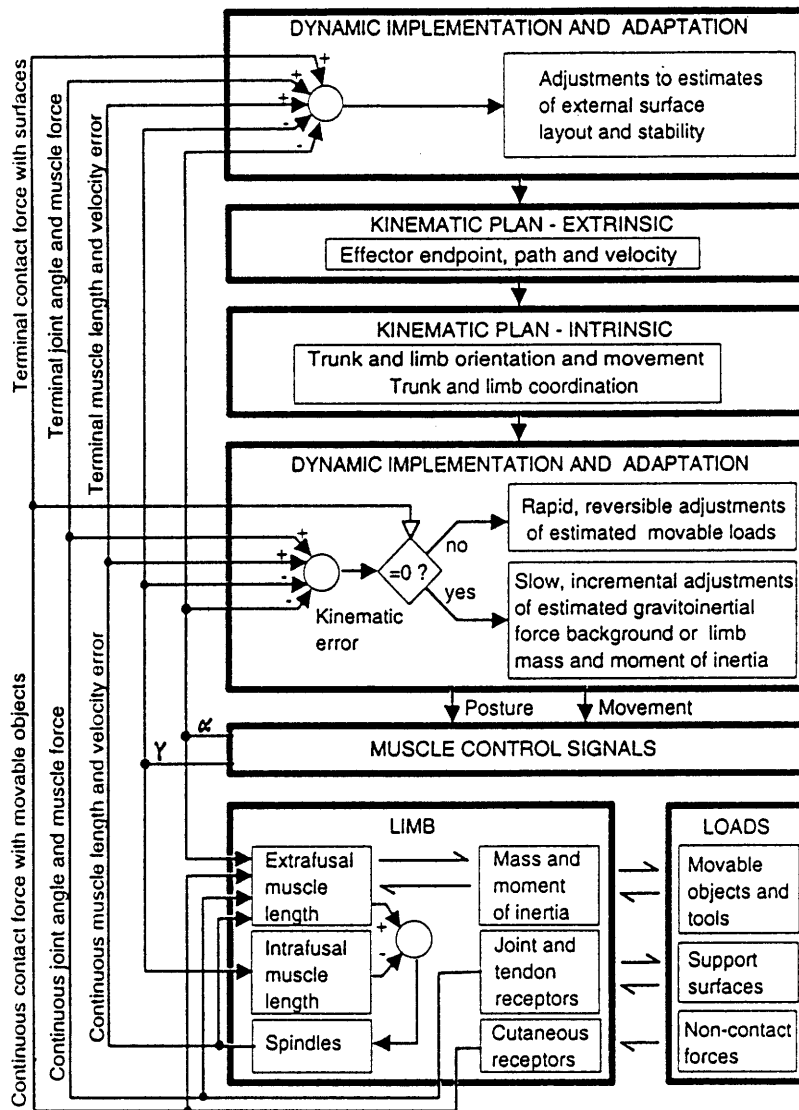 DYNAMIC IMPLEMENTATION AND ADAPTATION
+
+
+
-
-
Adjustments to estimates
of external surface
layout and stability
Terminal contact force with surfaces
Terminal joint angle and muscle force
Terminal muscle length and velocity error
KINEMATIC PLAN - EXTRINSIC
Effector endpoint, path and velocity
KINEMATIC PLAN - INTRINSIC
Trunk and limb orientation and movement
Trunk and limb coordination
DYNAMIC IMPLEMENTATION AND ADAPTATION
+
+
-
-
Kinematic
error
=0 ?
no
yes
Rapid, reversible adjustments
of estimated movable loads
Slow, incremental adjustments
of estimated gravitoinertial
force background or limb
mass and moment of inertia
Posture
Movement
α
γ
MUSCLE CONTROL SIGNALS
Continuous contact force with movable objects
Continuous joint angle and muscle force
Continuous muscle length and velocity error
LIMB
Extrafusal
muscle
length
+
-
Intrafusal
muscle
length
Spindles
Mass and
moment
of inertia
Joint and
tendon
receptors
Cutaneous
receptors
LOADS
Movable
objects and
tools
Support
surfaces
Non-contact
forces